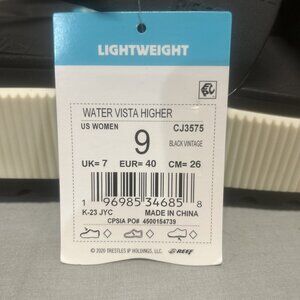 LIGHTWEIGHT
WATER VISTA HIGHER
US WOMEN 9 CJ3575
BLACK VINTAGE
UK= 7 EUR= 40 CM= 26
1 96985 34685 8
K-23 JYC MADE IN CHINA
CPSIA PO# 4500154739
© 2020 TRESTLES IP HOLDINGS, LLC. REEF